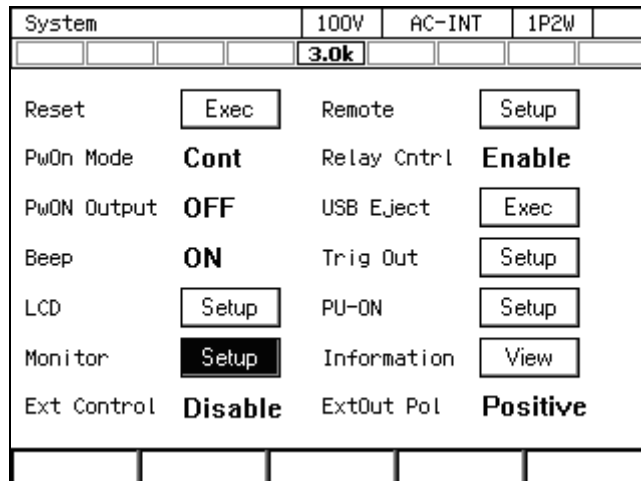 System 100V AC-INT 1P2W
3.0k
Reset Exec Remote Setup
PwOn Mode Cont Relay Cntrl Enable
PwON Output OFF USB Eject Exec
Beep ON Trig Out Setup
LCD Setup PU-ON Setup
Monitor Setup Information View
Ext Control Disable ExtOut Pol Positive